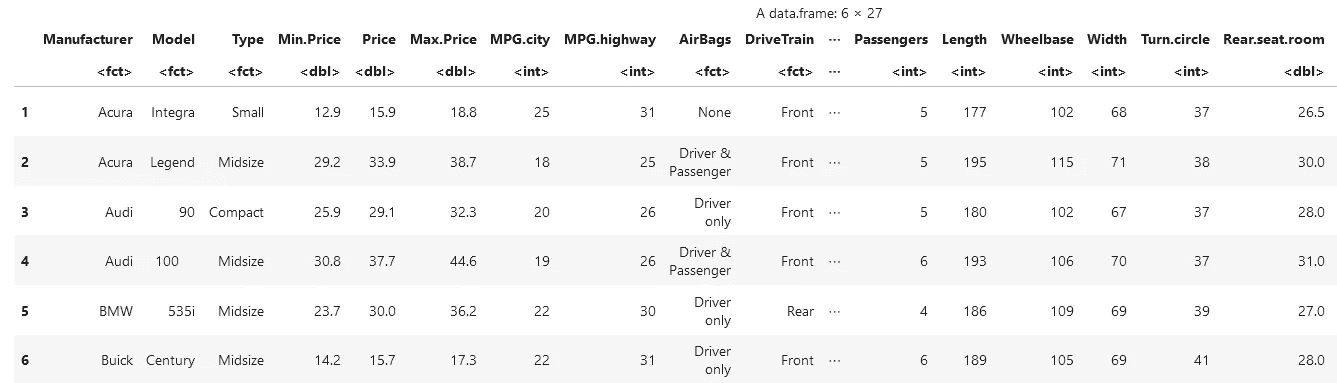 A data.frame: 6 × 27
Manufacturer Model Type Min.Price Price Max.Price MPG.city MPG.highway AirBags DriveTrain ⋯ Passengers Length Wheelbase Width Turn.circle Rear.seat.room
<fct> <fct> <fct> <dbl> <dbl> <dbl> <int> <int> <fct> <fct> ⋯ <int> <int> <int> <int> <int> <dbl>
1 Acura Integra Small 12.9 15.9 18.8 25 31 None Front ⋯ 5 177 102 68 37 26.5
2 Acura Legend Midsize 29.2 33.9 38.7 18 25 Driver & Passenger Front ⋯ 5 195 115 71 38 30.0
3 Audi 90 Compact 25.9 29.1 32.3 20 26 Driver only Front ⋯ 5 180 102 67 37 28.0
4 Audi 100 Midsize 30.8 37.7 44.6 19 26 Driver & Passenger Front ⋯ 6 193 106 70 37 31.0
5 BMW 535i Midsize 23.7 30.0 36.2 22 30 Driver only Rear ⋯ 4 186 109 69 39 27.0
6 Buick Century Midsize 14.2 15.7 17.3 22 31 Driver only Front ⋯ 6 189 105 69 41 28.0